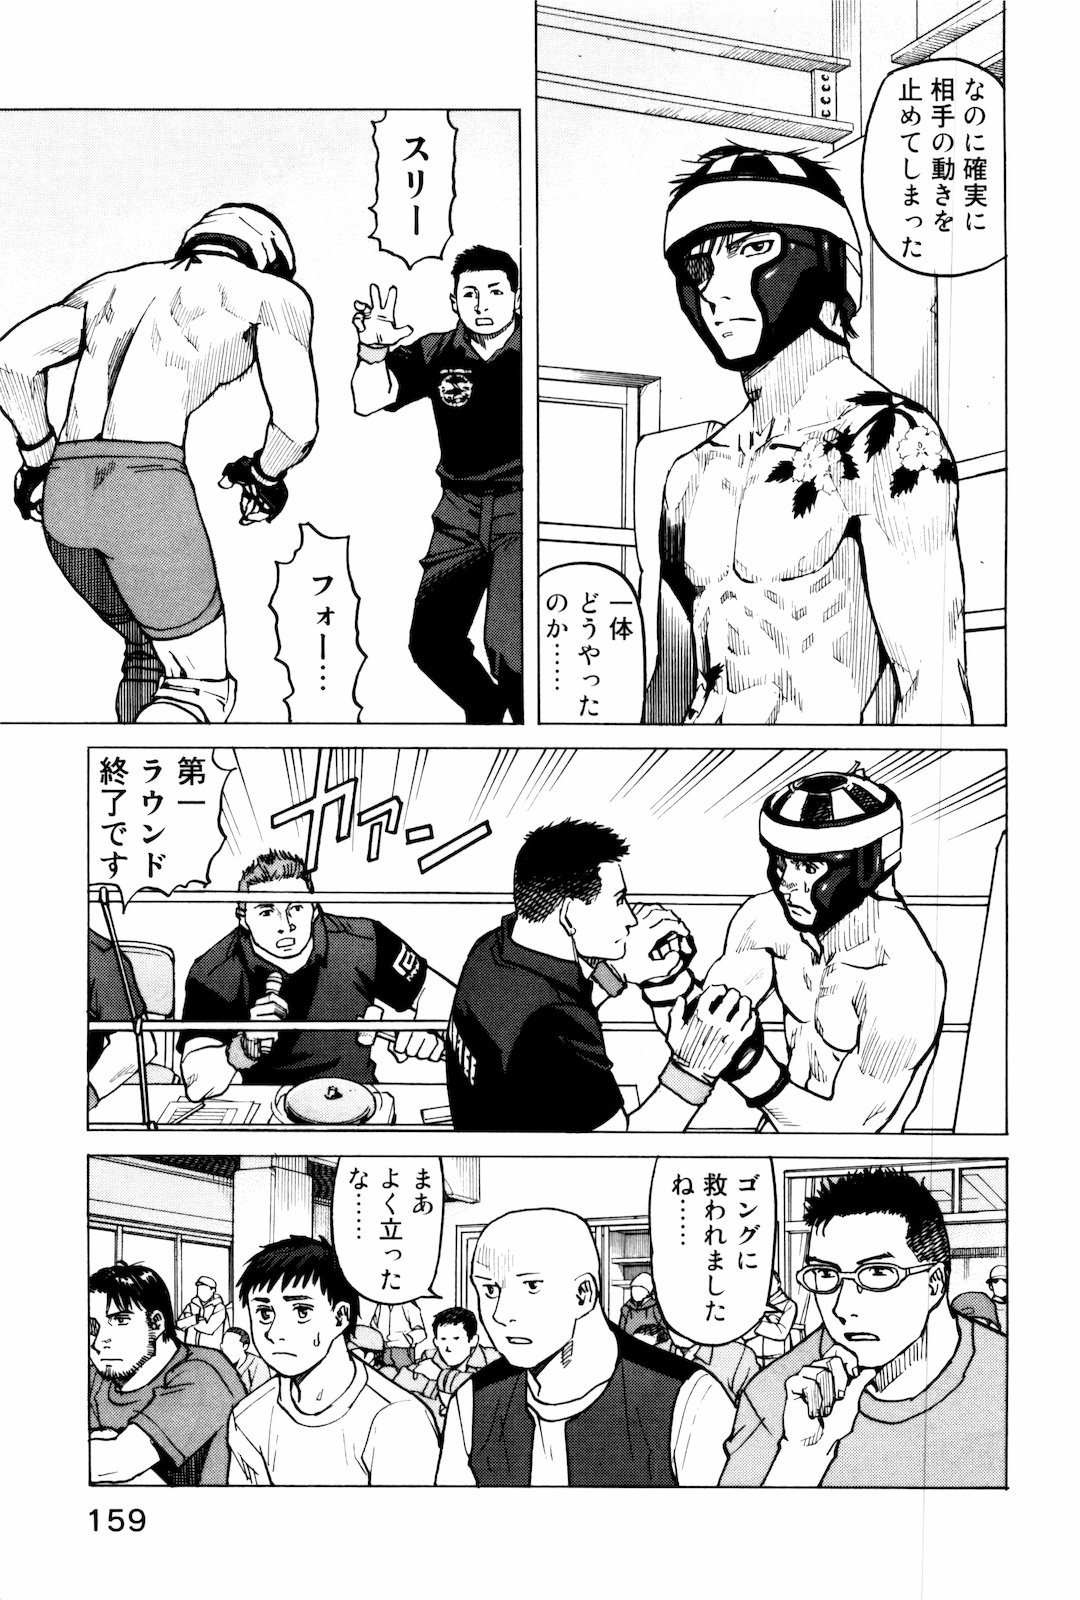 なのに確実に
相手の動きを
止めてしまった
一体
どうやった
のか……
スリー
フォー…
カアァン
第一
ラウンド
終了です
ゴングに
救われました
ね……
まあ
よく立った
な……
159